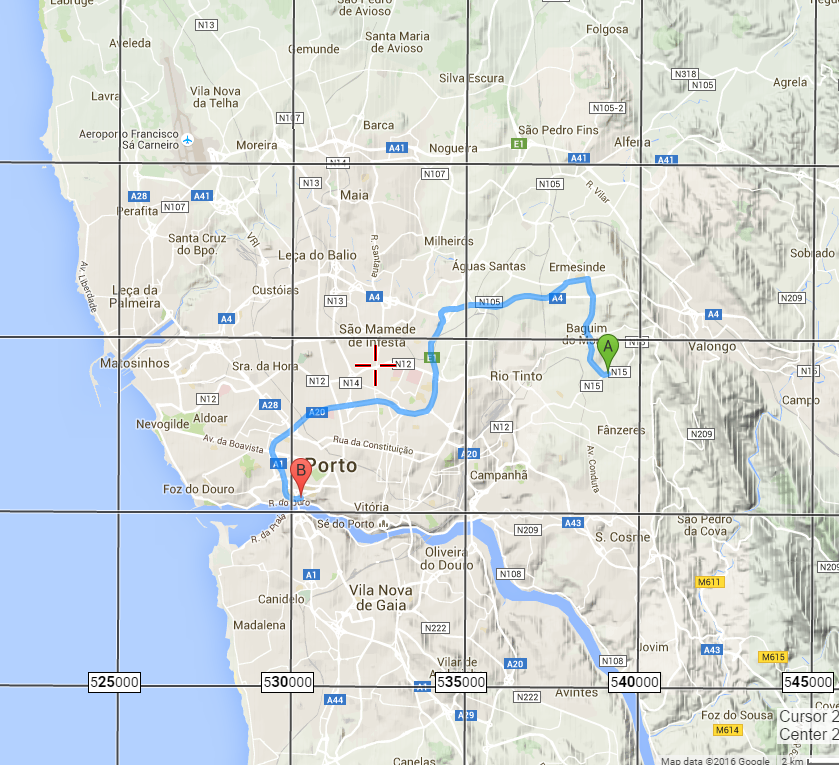 Labruge
São Pedro
de Avioso
Folgosa
N13
Aveleda
Gemunde
Santa Maria
de Avioso
N318
N105
Agrela
Silva Escura
Lavra
Vila Nova
da Telha
N105-2
N107
Barca
São Pedro Fins
Aeroporto Francisco
Sá Carneiro
Moreira
A41
Nogueira
E1
Alfena
A41
A41
N14
N107
N13
N105
A28
A41
Maia
R. Vilar
N107
Perafita
VRI
R. Santana
Santa Cruz
do Bpo.
Milheiros
Leça do Balio
Sobrado
Águas Santas
Ermesinde
Av. Liberdade
Leça da
Palmeira
Custóias
A4
N13
N105
A4
N209
A4
A4
São Mamede
de Infesta
Baguim
do
A
Valongo
E1
Matosinhos
Sra. da Hora
N12
N15
N15
Rio Tinto
N12
N14
N15
Campo
N12
A28
A20
Aldoar
Nevogilde
N12
Fânzeres
N209
Av. da Boavista
Rua da Constituição
Av. Conduta
A1
B
Porto
A20
Campanhã
Foz do Douro
R. do Ouro
Vitória
R. da Praia
Sé do Porto
N209
A43
São Pedro
da Cova
S. Cosme
Oliveira
do Douro
N209
A1
N108
M611
Vila Nova
de Gaia
Canidelo
Madalena
N222
Jovim
A43
M615
N108
Vilar de
A20
525000
530000
535000
540000
545000
A1
A44
N222
Avintes
A29
Foz do Sousa
M614
Cursor 2
Center 2
Canelas
Map data ©2016 Google
2 km